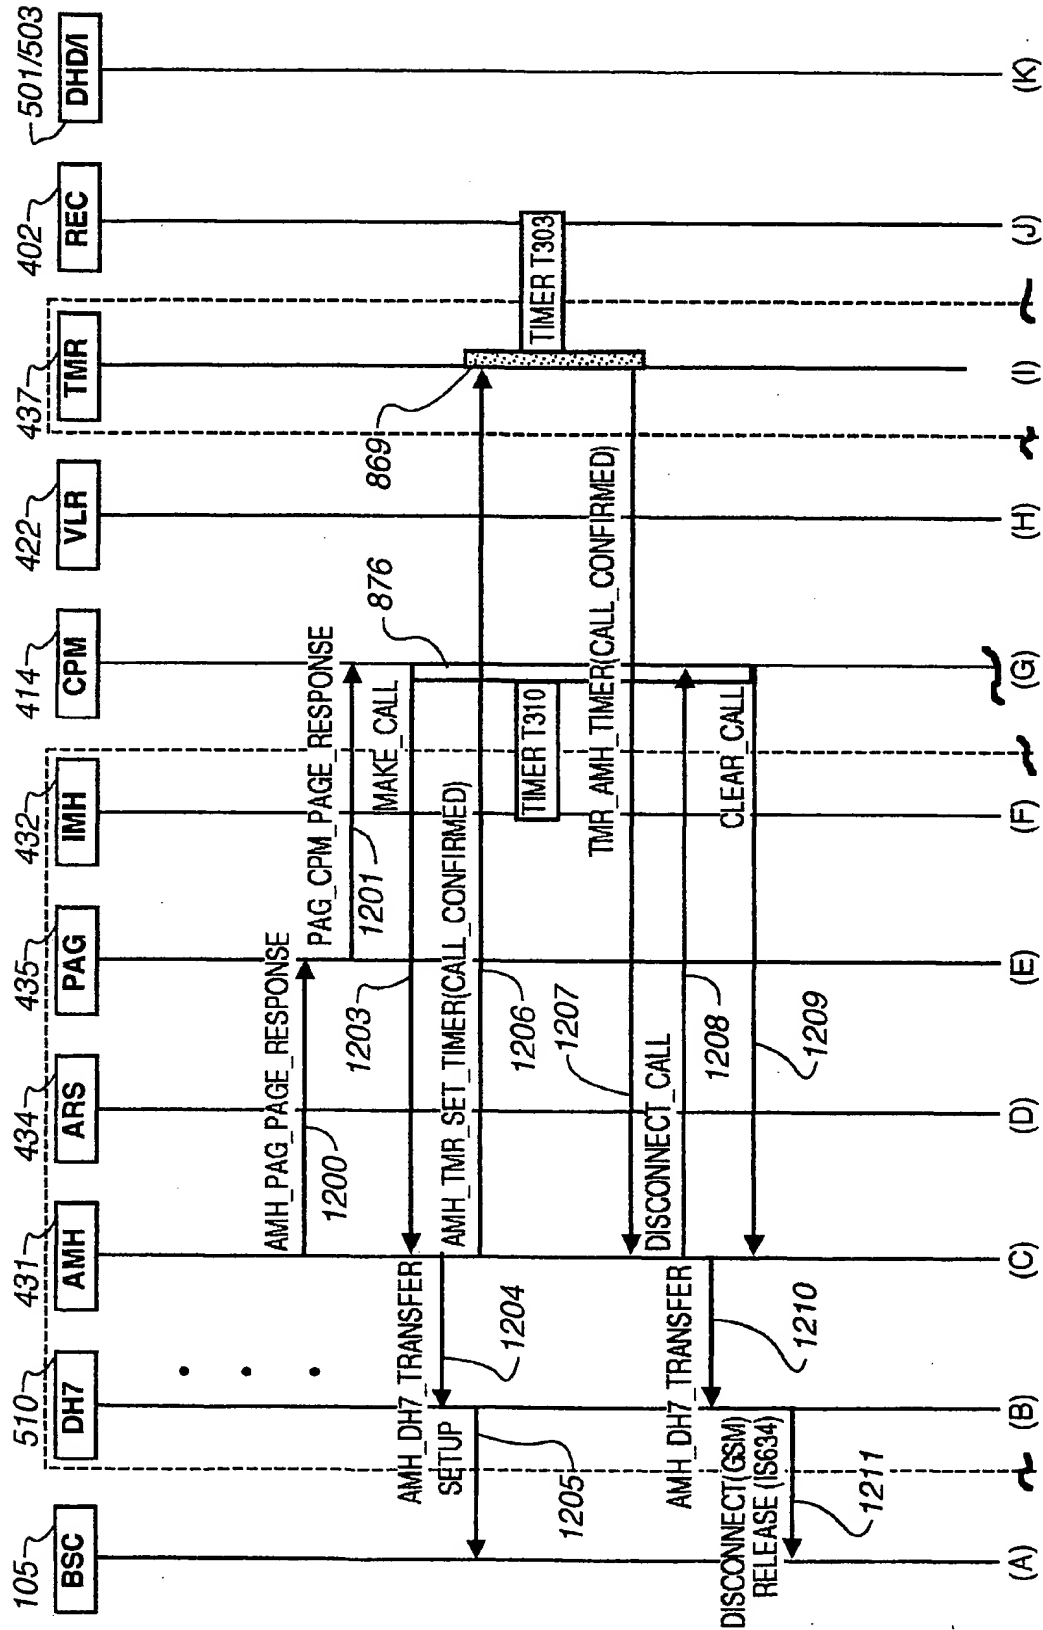 105
510
431
434
435
432
414
422
437
402
501/503
BSC
DH7
AMH
ARS
PAG
IMH
CPM
VLR
TMR
REC
DHD/I
AMH_PAG_PAGE_RESPONSE
1200
PAG_CPM_PAGE_RESPONSE
1201
MAKE_CALL
1203
876
869
AMH_DH7_TRANSFER
1204
AMH_TMR_SET_TIMER(CALL_CONFIRMED)
1206
SETUP
1205
TIMER T310
TIMER T303
TMR_AMH_TIMER(CALL_CONFIRMED)
1207
DISCONNECT_CALL
1208
AMH_DH7_TRANSFER
1210
CLEAR_CALL
1209
DISCONNECT(GSM)
RELEASE (IS634)
1211
(A)
(B)
(C)
(D)
(E)
(F)
(G)
(H)
(I)
(J)
(K)